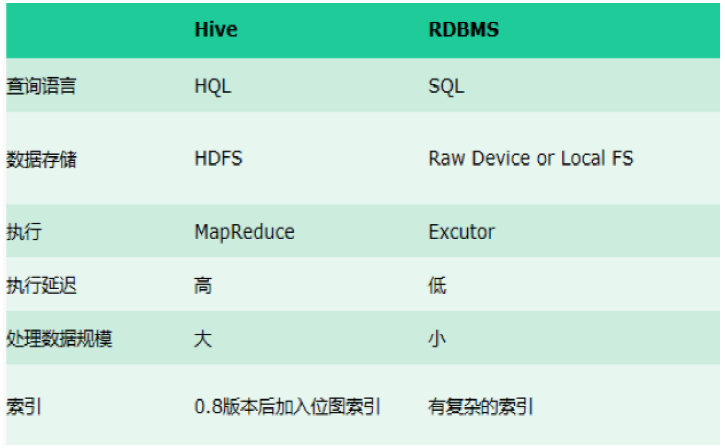 Hive RDBMS
查询语言 HQL SQL
数据存储 HDFS Raw Device or Local FS
执行 MapReduce Excutor
执行延迟 高 低
处理数据规模 大 小
索引 0.8版本后加入位图索引 有复杂的索引